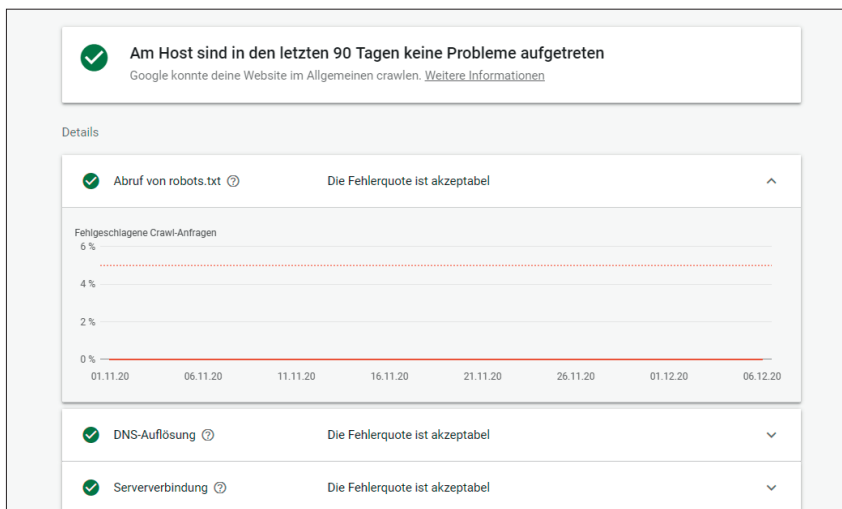 Am Host sind in den letzten 90 Tagen keine Probleme aufgetreten
Google konnte deine Website im Allgemeinen crawlen. Weitere Informationen
Details
Abruf von robots.txt Die Fehlerquote ist akzeptabel
Fehlgeschlagene Crawl-Anfragen
6 %
4 %
2 %
0 %
01.11.20 06.11.20 11.11.20 16.11.20 21.11.20 26.11.20 01.12.20 06.12.20
DNS-Auflösung Die Fehlerquote ist akzeptabel
Serververbindung Die Fehlerquote ist akzeptabel